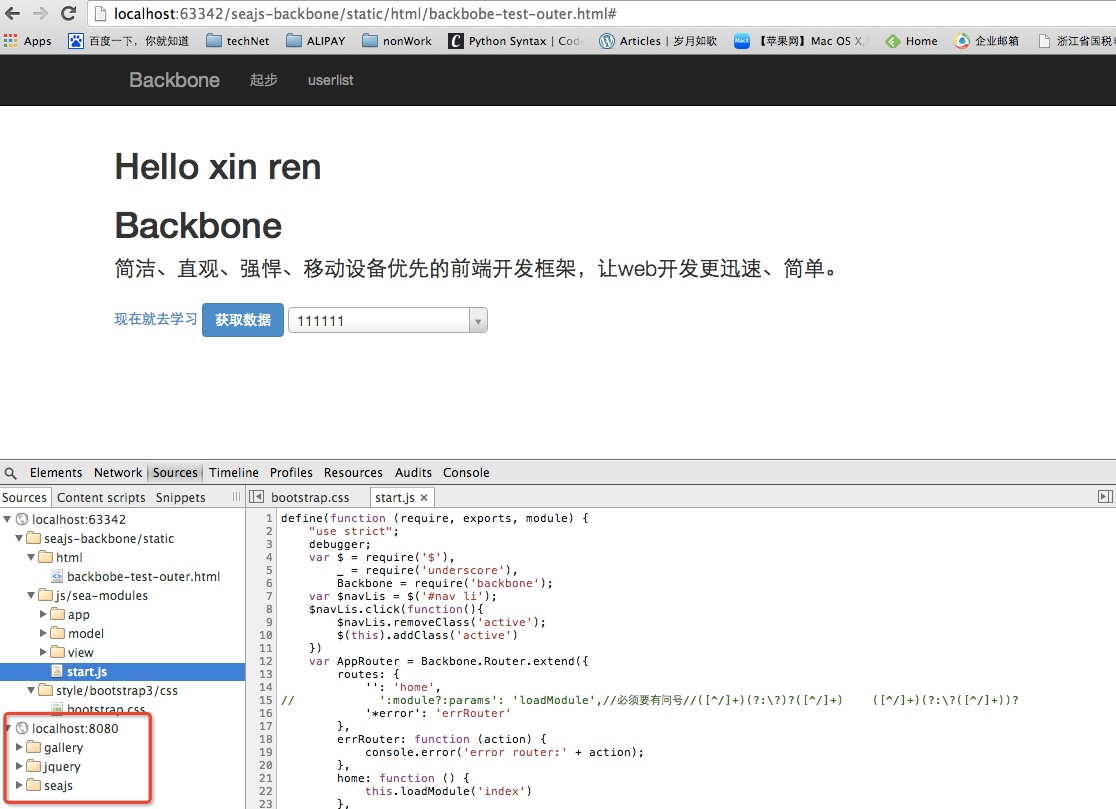 localhost:63342/seajs-backbone/static/html/backbobe-test-outer.html#
Apps 百度一下，你就知道 techNet ALIPAY nonWork Python Syntax | Cod Articles | 岁月如歌 【苹果网】Mac OS X, Home 企业邮箱 浙江省国税
Backbone 起步 userlist
Hello xin ren
Backbone
简洁、直观、强悍、移动设备优先的前端开发框架，让web开发更迅速、简单。
现在就去学习 获取数据 111111
Elements Network Sources Timeline Profiles Resources Audits Console
Sources Content scripts Snippets
localhost:63342
seajs-backbone/static
html
backbobe-test-outer.html
js/sea-modules
app
model
view
start.js
style/bootstrap3/css
bootstrap.css
localhost:8080
gallery
jquery
seajs
bootstrap.css start.js ×
1 define(function (require, exports, module) {
2 "use strict";
3 debugger;
4 var $ = require('$'),
5 _ = require('underscore'),
6 Backbone = require('backbone');
7 var $navLis = $('#nav li');
8 $navLis.click(function(){
9 $navLis.removeClass('active');
10 $(this).addClass('active')
11 })
12 var AppRouter = Backbone.Router.extend({
13 routes: {
14 '': 'home',
15 // ':module?:params': 'loadModule',//必须要有问号//([^/]+)(?:\?)?([^/]+) ([^/]+)(?:\?([^/]+))?
16 '*error': 'errRouter'
17 },
18 errRouter: function (action) {
19 console.error('error router:' + action);
20 },
21 home: function () {
22 this.loadModule('index')
23 },